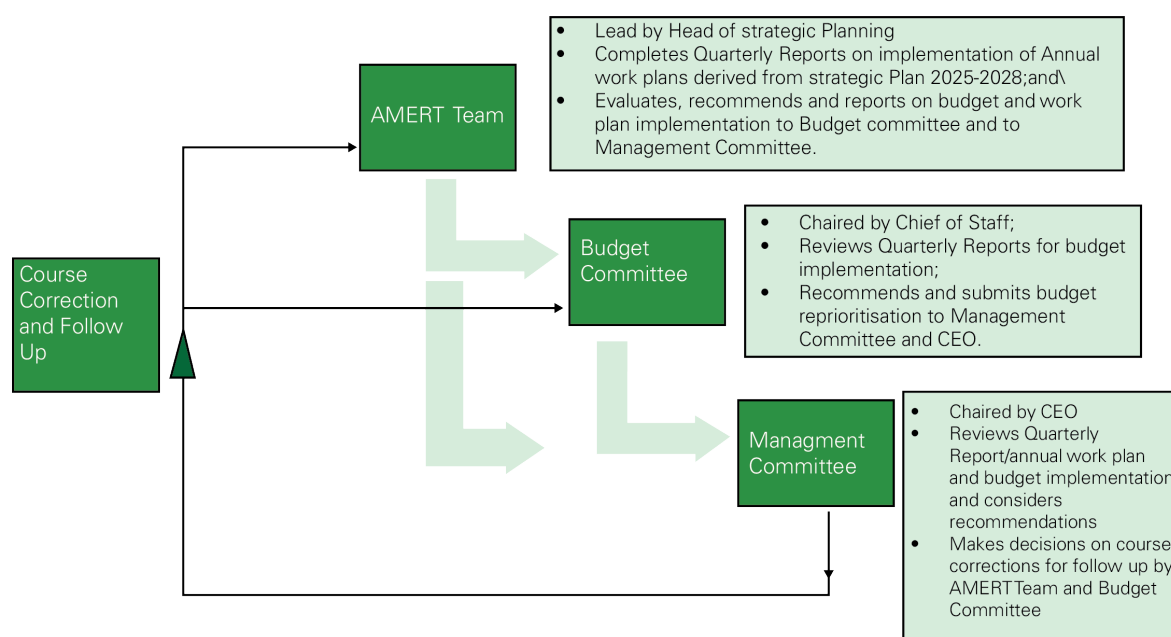 • Lead by Head of strategic Planning
• Completes Quarterly Reports on implementation of Annual
work plans derived from strategic Plan 2025-2028;and\
• Evaluates, recommends and reports on budget and work
plan implementation to Budget committee and to
Management Committee.
AMERT Team
• Chaired by Chief of Staff;
• Reviews Quarterly Reports for budget
implementation;
• Recommends and submits budget
reprioritisation to Management
Committee and CEO.
Budget
Committee
Course
Correction
and Follow
Up
• Chaired by CEO
• Reviews Quarterly
Report/annual work plan
and budget implementation
and considers
recommendations
• Makes decisions on course
corrections for follow up by
AMERT Team and Budget
Committee
Managment
Committee